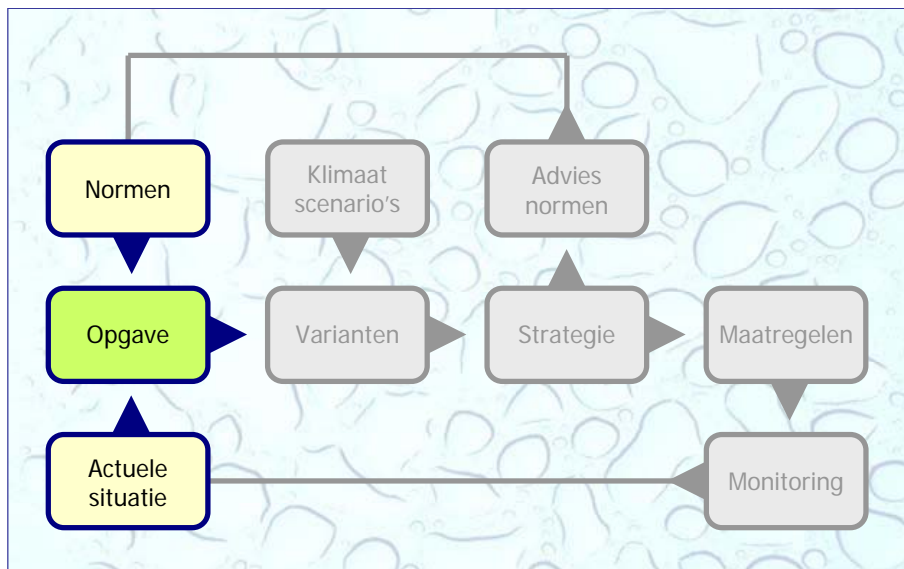 Normen
Klimaat
scenario's
Advies
normen
Opgave
Varianten
Strategie
Maatregelen
Actuele
situatie
Monitoring